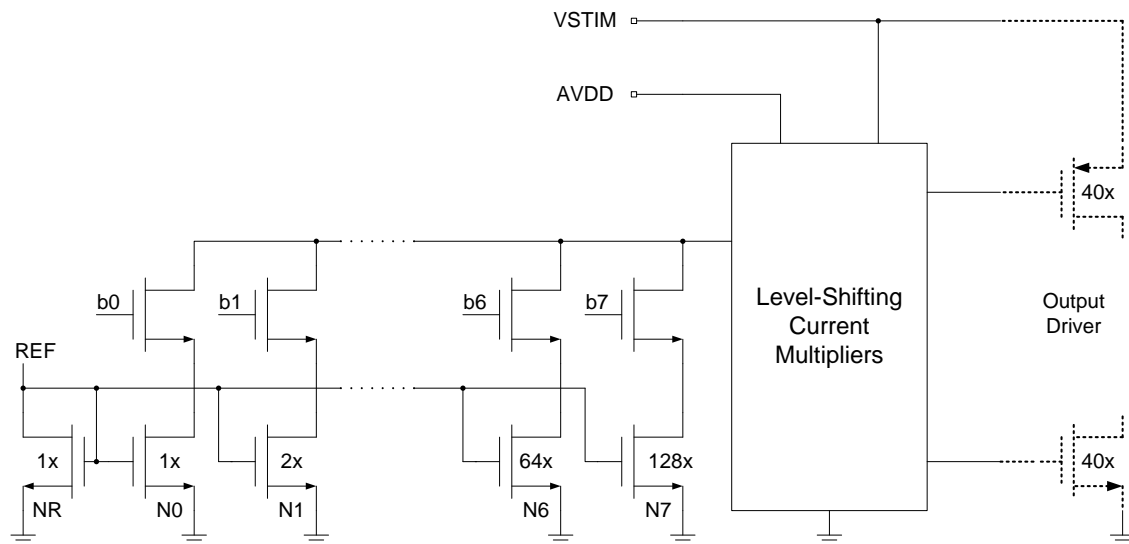 VSTIM
AVDD
40x
b0
b1
b6
b7
Level-Shifting
Current
Multipliers
Output
Driver
REF
1x
1x
2x
64x
128x
40x
NR
N0
N1
N6
N7